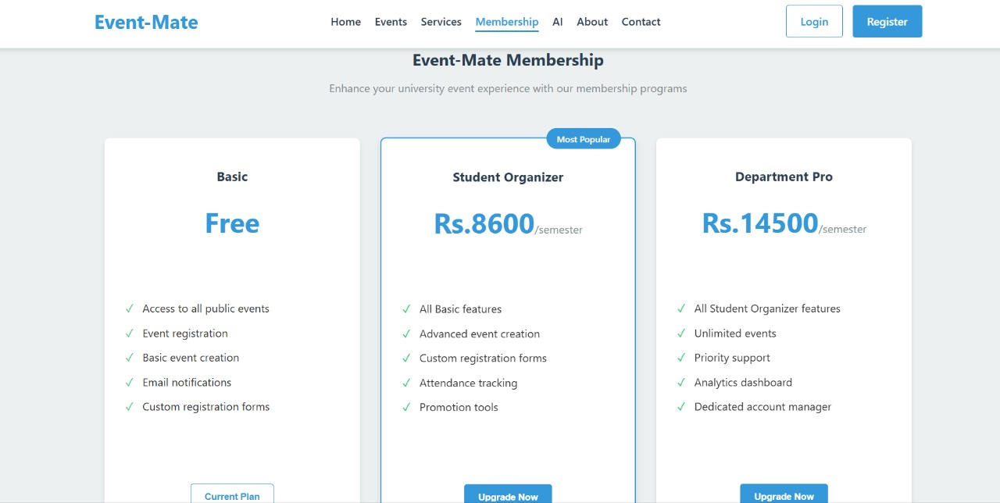 Event-Mate
Home Events Services Membership AI About Contact
Login
Register
Event-Mate Membership
Enhance your university event experience with our membership programs
Basic
Free
✓ Access to all public events
✓ Event registration
✓ Basic event creation
✓ Email notifications
✓ Custom registration forms
Current Plan
Most Popular
Student Organizer
Rs.8600/semester
✓ All Basic features
✓ Advanced event creation
✓ Custom registration forms
✓ Attendance tracking
✓ Promotion tools
Upgrade Now
Department Pro
Rs.14500/semester
✓ All Student Organizer features
✓ Unlimited events
✓ Priority support
✓ Analytics dashboard
✓ Dedicated account manager
Upgrade Now